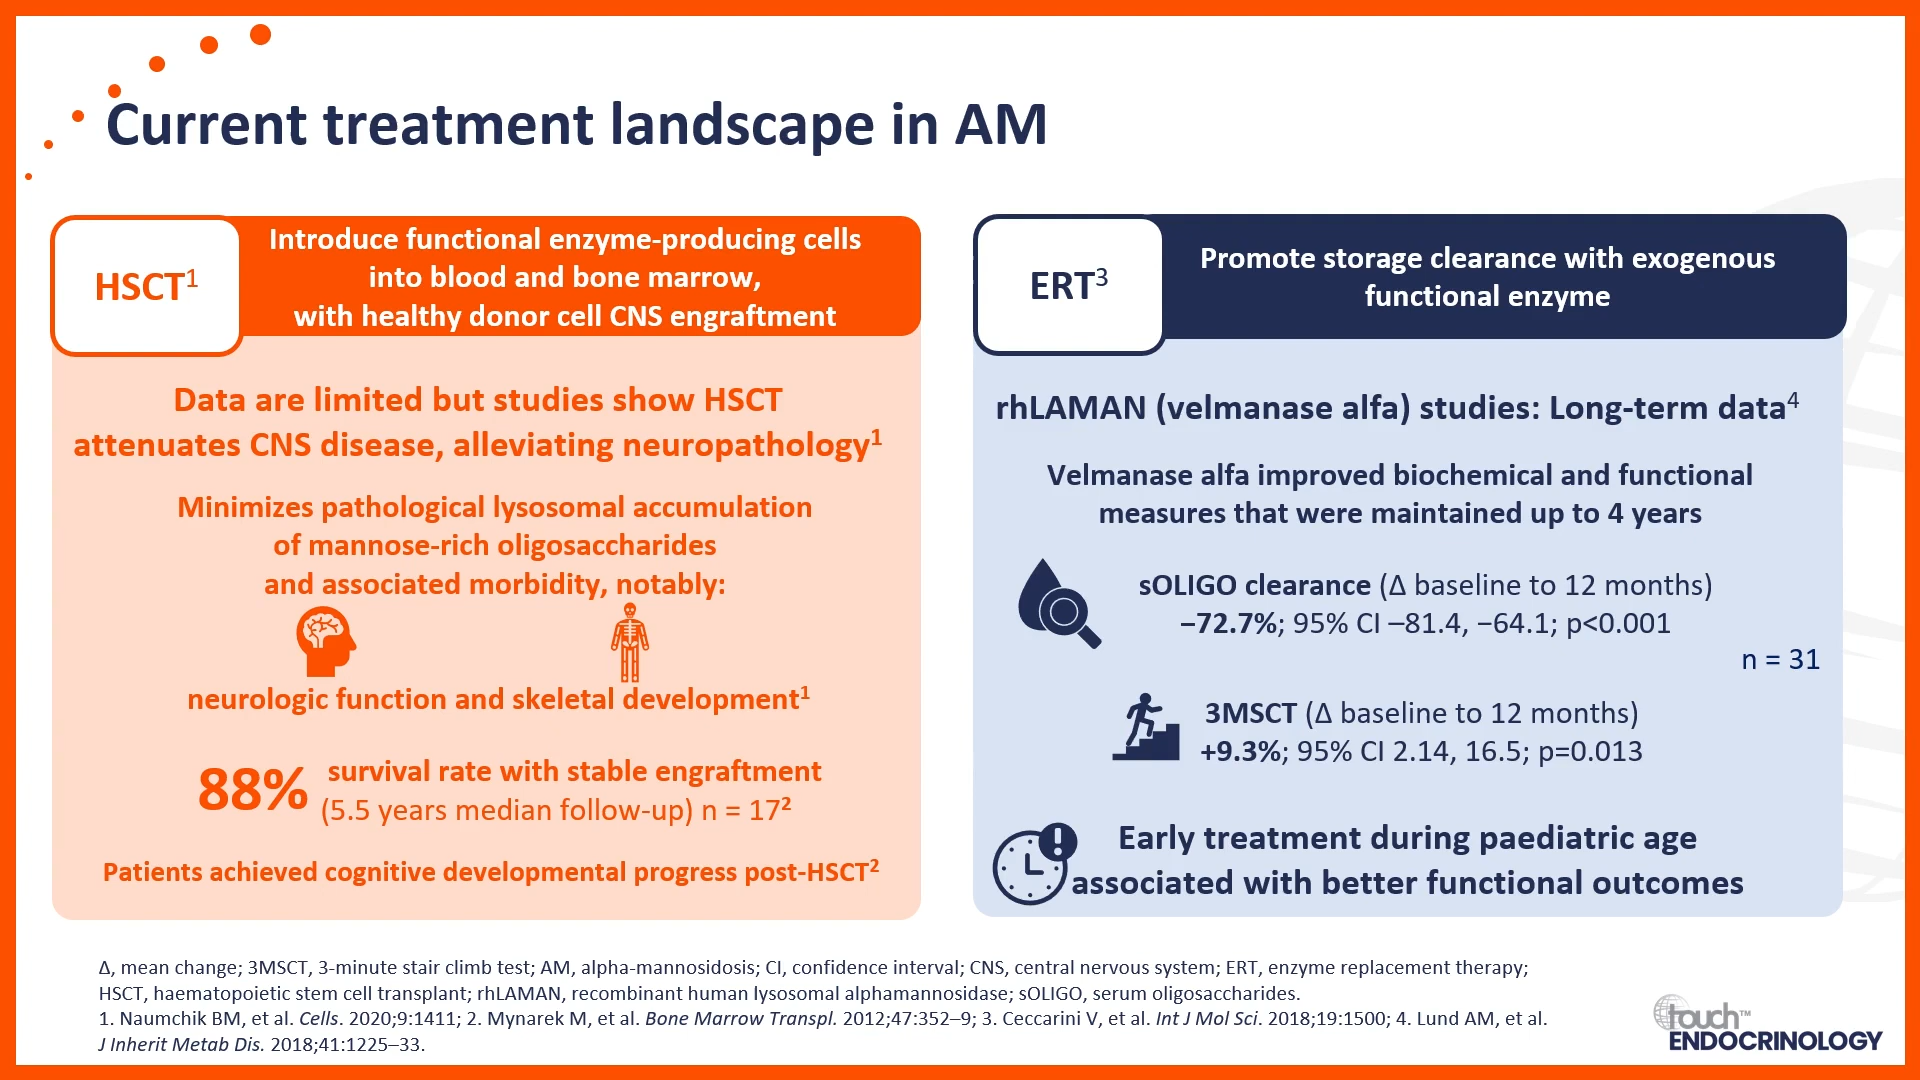 Current treatment landscape in AM
HSCT1
Introduce functional enzyme-producing cells
into blood and bone marrow,
with healthy donor cell CNS engraftment
Data are limited but studies show HSCT
attenuates CNS disease, alleviating neuropathology1
Minimizes pathological lysosomal accumulation
of mannose-rich oligosaccharides
and associated morbidity, notably:
neurologic function and skeletal development1
88%
survival rate with stable engraftment
(5.5 years median follow-up) n = 17²
Patients achieved cognitive developmental progress post-HSCT2
ERT3
Promote storage clearance with exogenous
functional enzyme
rhLAMAN (velmanase alfa) studies: Long-term data4
Velmanase alfa improved biochemical and functional
measures that were maintained up to 4 years
sOLIGO clearance (Δ baseline to 12 months)
−72.7%; 95% CI –81.4, −64.1; p<0.001
n = 31
3MSCT (Δ baseline to 12 months)
+9.3%; 95% CI 2.14, 16.5; p=0.013
Early treatment during paediatric age
associated with better functional outcomes
Δ, mean change; 3MSCT, 3-minute stair climb test; AM, alpha-mannosidosis; CI, confidence interval; CNS, central nervous system; ERT, enzyme replacement therapy;
HSCT, haematopoietic stem cell transplant; rhLAMAN, recombinant human lysosomal alphamannosidase; sOLIGO, serum oligosaccharides.
1. Naumchik BM, et al. Cells. 2020;9:1411; 2. Mynarek M, et al. Bone Marrow Transpl. 2012;47:352–9; 3. Ceccarini V, et al. Int J Mol Sci. 2018;19:1500; 4. Lund AM, et al.
J Inherit Metab Dis. 2018;41:1225–33.
touch™
ENDOCRINOLOGY